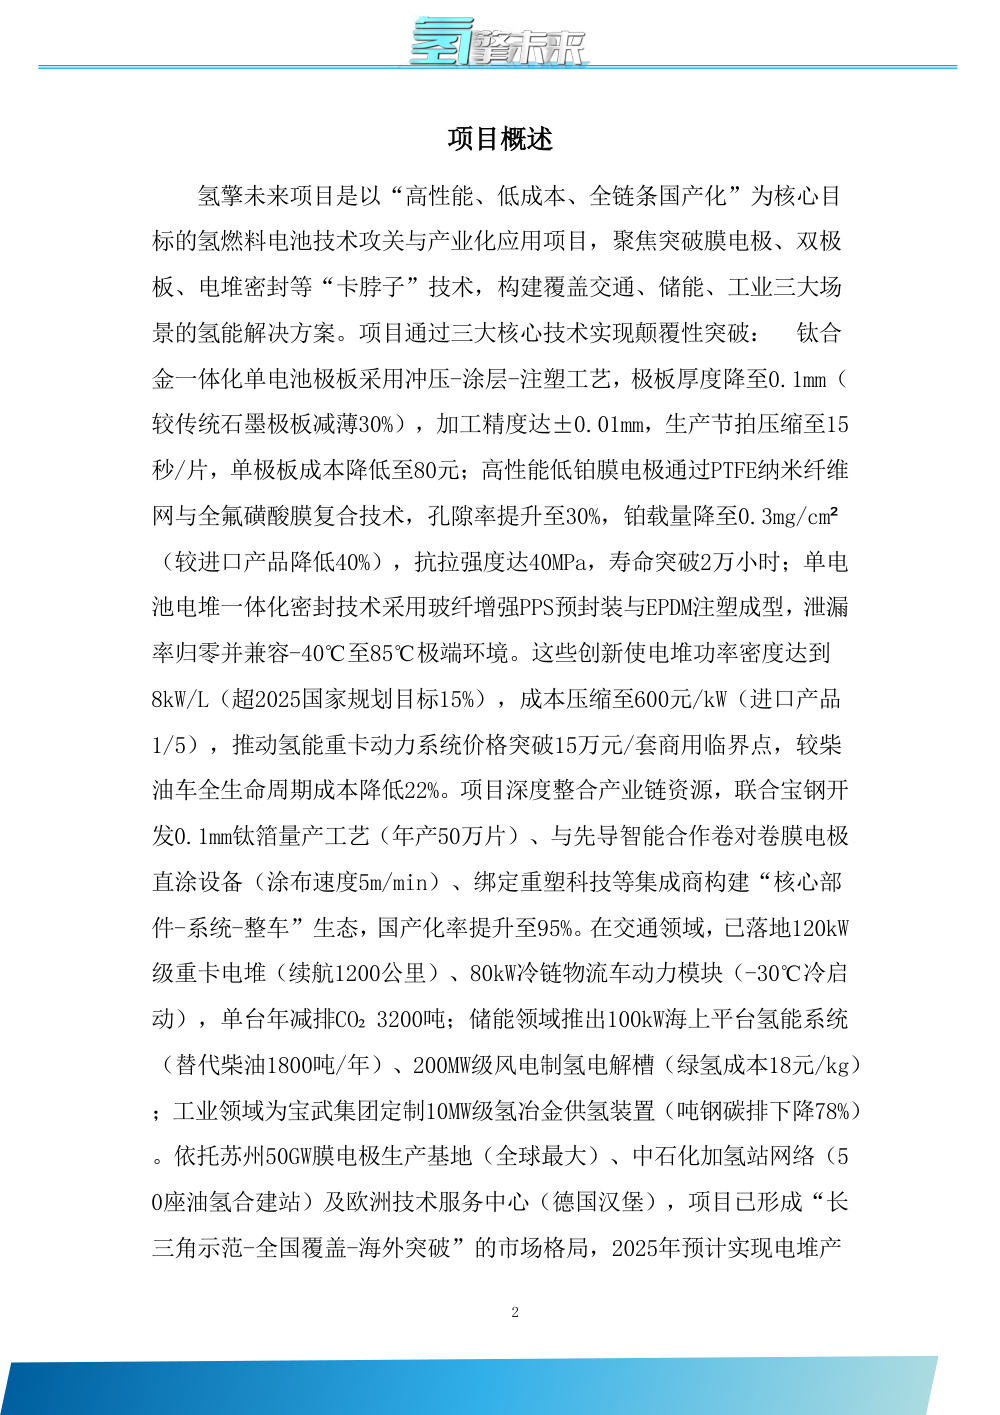 氢擎未来
项目概述
氢擎未来项目是以“高性能、低成本、全链条国产化”为核心目
标的氢燃料电池技术攻关与产业化应用项目，聚焦突破膜电极、双极
板、电堆密封等“卡脖子”技术，构建覆盖交通、储能、工业三大场
景的氢能解决方案。项目通过三大核心技术实现颠覆性突破： 钛合
金一体化单电池极板采用冲压-涂层-注塑工艺，极板厚度降至0.1mm（
较传统石墨极板减薄30%），加工精度达±0.01mm，生产节拍压缩至15
秒/片，单极板成本降低至80元；高性能低铂膜电极通过PTFE纳米纤维
网与全氟磺酸膜复合技术，孔隙率提升至30%，铂载量降至0.3mg/cm²
（较进口产品降低40%），抗拉强度达40MPa，寿命突破2万小时；单电
池电堆一体化密封技术采用玻纤增强PPS预封装与EPDM注塑成型，泄漏
率归零并兼容-40℃至85℃极端环境。这些创新使电堆功率密度达到
8kW/L（超2025国家规划目标15%），成本压缩至600元/kW（进口产品
1/5），推动氢能重卡动力系统价格突破15万元/套商用临界点，较柴
油车全生命周期成本降低22%。项目深度整合产业链资源，联合宝钢开
发0.1mm钛箔量产工艺（年产50万片）、与先导智能合作卷对卷膜电极
直涂设备（涂布速度5m/min）、绑定重塑科技等集成商构建“核心部
件-系统-整车”生态，国产化率提升至95%。在交通领域，已落地120kW
级重卡电堆（续航1200公里）、80kW冷链物流车动力模块（-30℃冷启
动），单台年减排CO₂ 3200吨；储能领域推出100kW海上平台氢能系统
（替代柴油1800吨/年）、200MW级风电制氢电解槽（绿氢成本18元/kg）
；工业领域为宝武集团定制10MW级氢冶金供氢装置（吨钢碳排下降78%）
。依托苏州50GW膜电极生产基地（全球最大）、中石化加氢站网络（5
0座油氢合建站）及欧洲技术服务中心（德国汉堡），项目已形成“长
三角示范-全国覆盖-海外突破”的市场格局，2025年预计实现电堆产
2